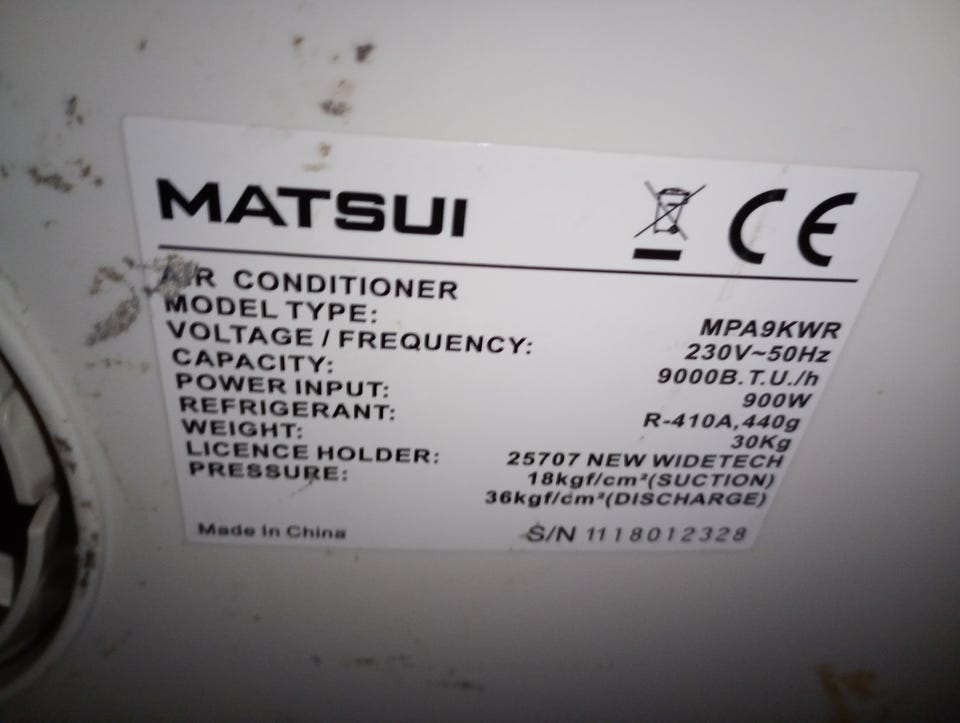 MATSUI
CE
AIR CONDITIONER
MODEL TYPE: MPA9KWR
VOLTAGE / FREQUENCY: 230V~50Hz
CAPACITY: 9000B.T.U./h
POWER INPUT: 900W
REFRIGERANT: R-410A,440g
WEIGHT: 30Kg
LICENCE HOLDER: 25707 NEW WIDETECH
PRESSURE: 18kgf/cm²(SUCTION)
36kgf/cm²(DISCHARGE)
Made in China S/N 1118012328